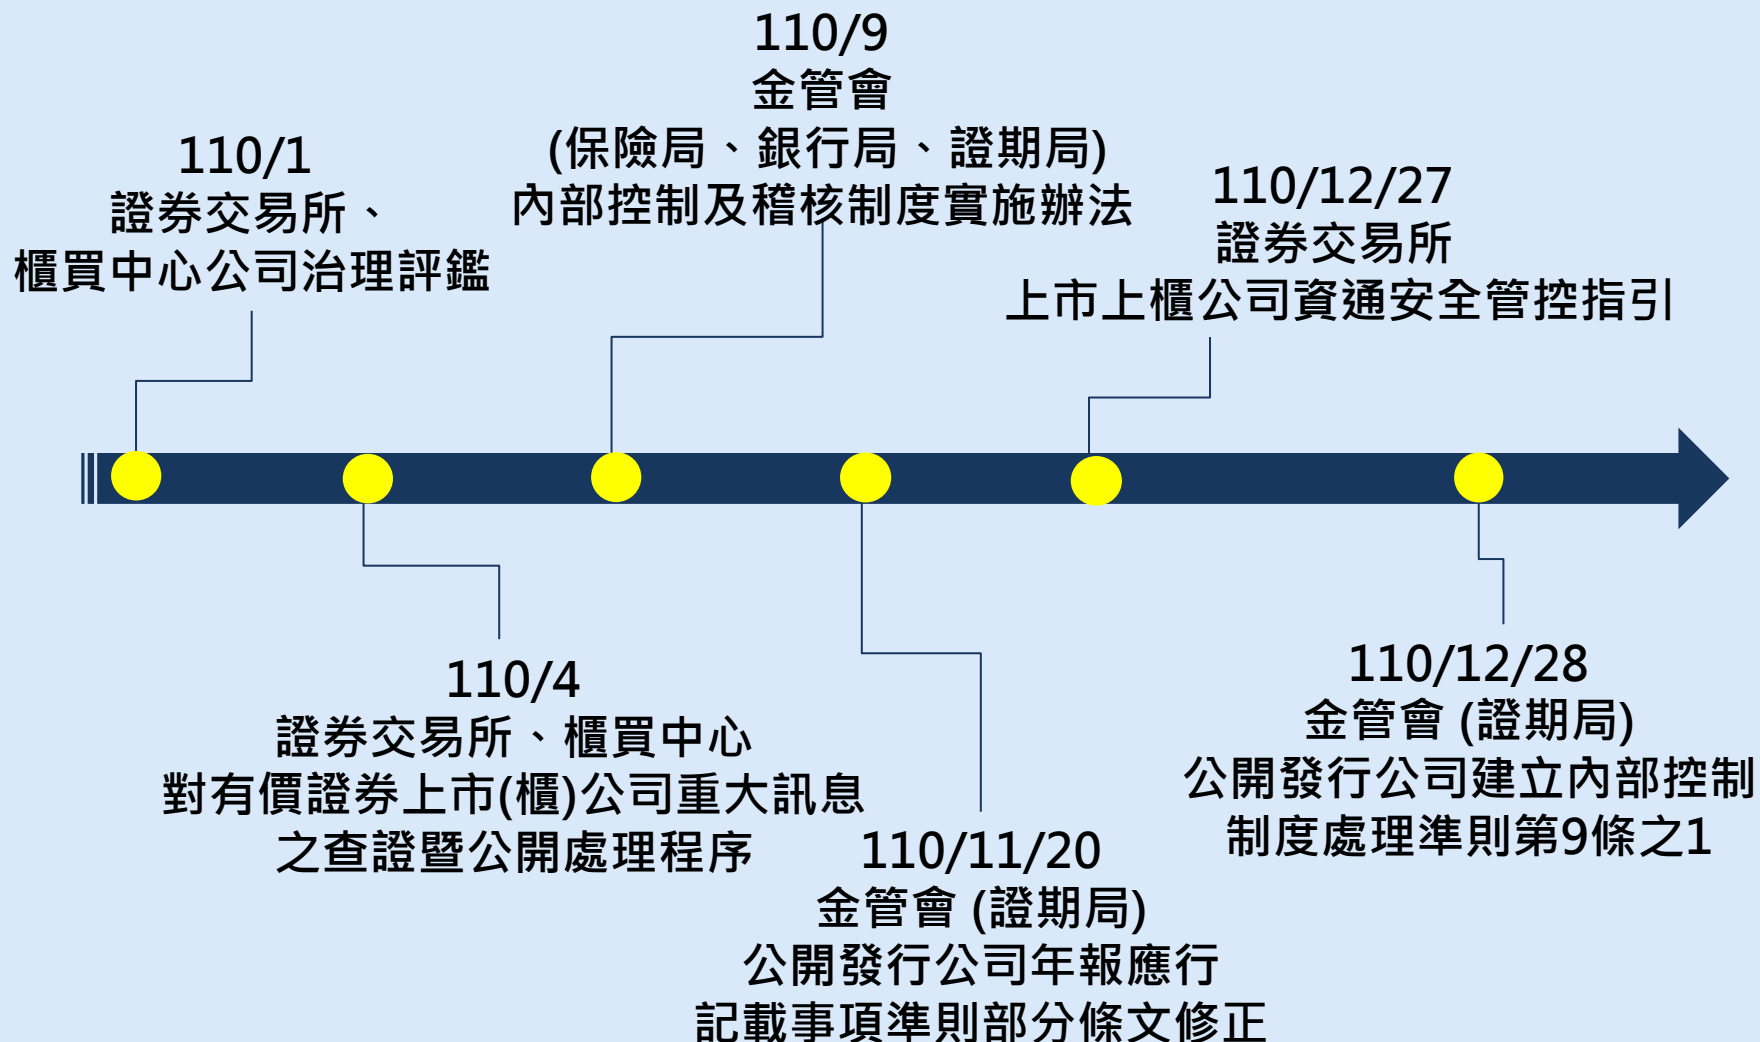 110/1
證券交易所、
櫃買中心公司治理評鑑
110/4
證券交易所、櫃買中心
對有價證券上市(櫃)公司重大訊息
之查證暨公開處理程序
110/9
金管會
(保險局、銀行局、證期局)
內部控制及稽核制度實施辦法
110/11/20
金管會 (證期局)
公開發行公司年報應行
記載事項準則部分條文修正
110/12/27
證券交易所
上市上櫃公司資通安全管控指引
110/12/28
金管會 (證期局)
公開發行公司建立內部控制
制度處理準則第9條之1